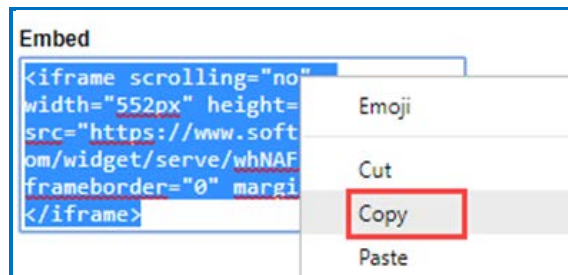 Embed
<iframe scrolling="no"
width="552px" height=
src="https://www.soft
om/widget/serve/whNAF
frameborder="0" margi
</iframe>
Emoji
Cut
Copy
Paste